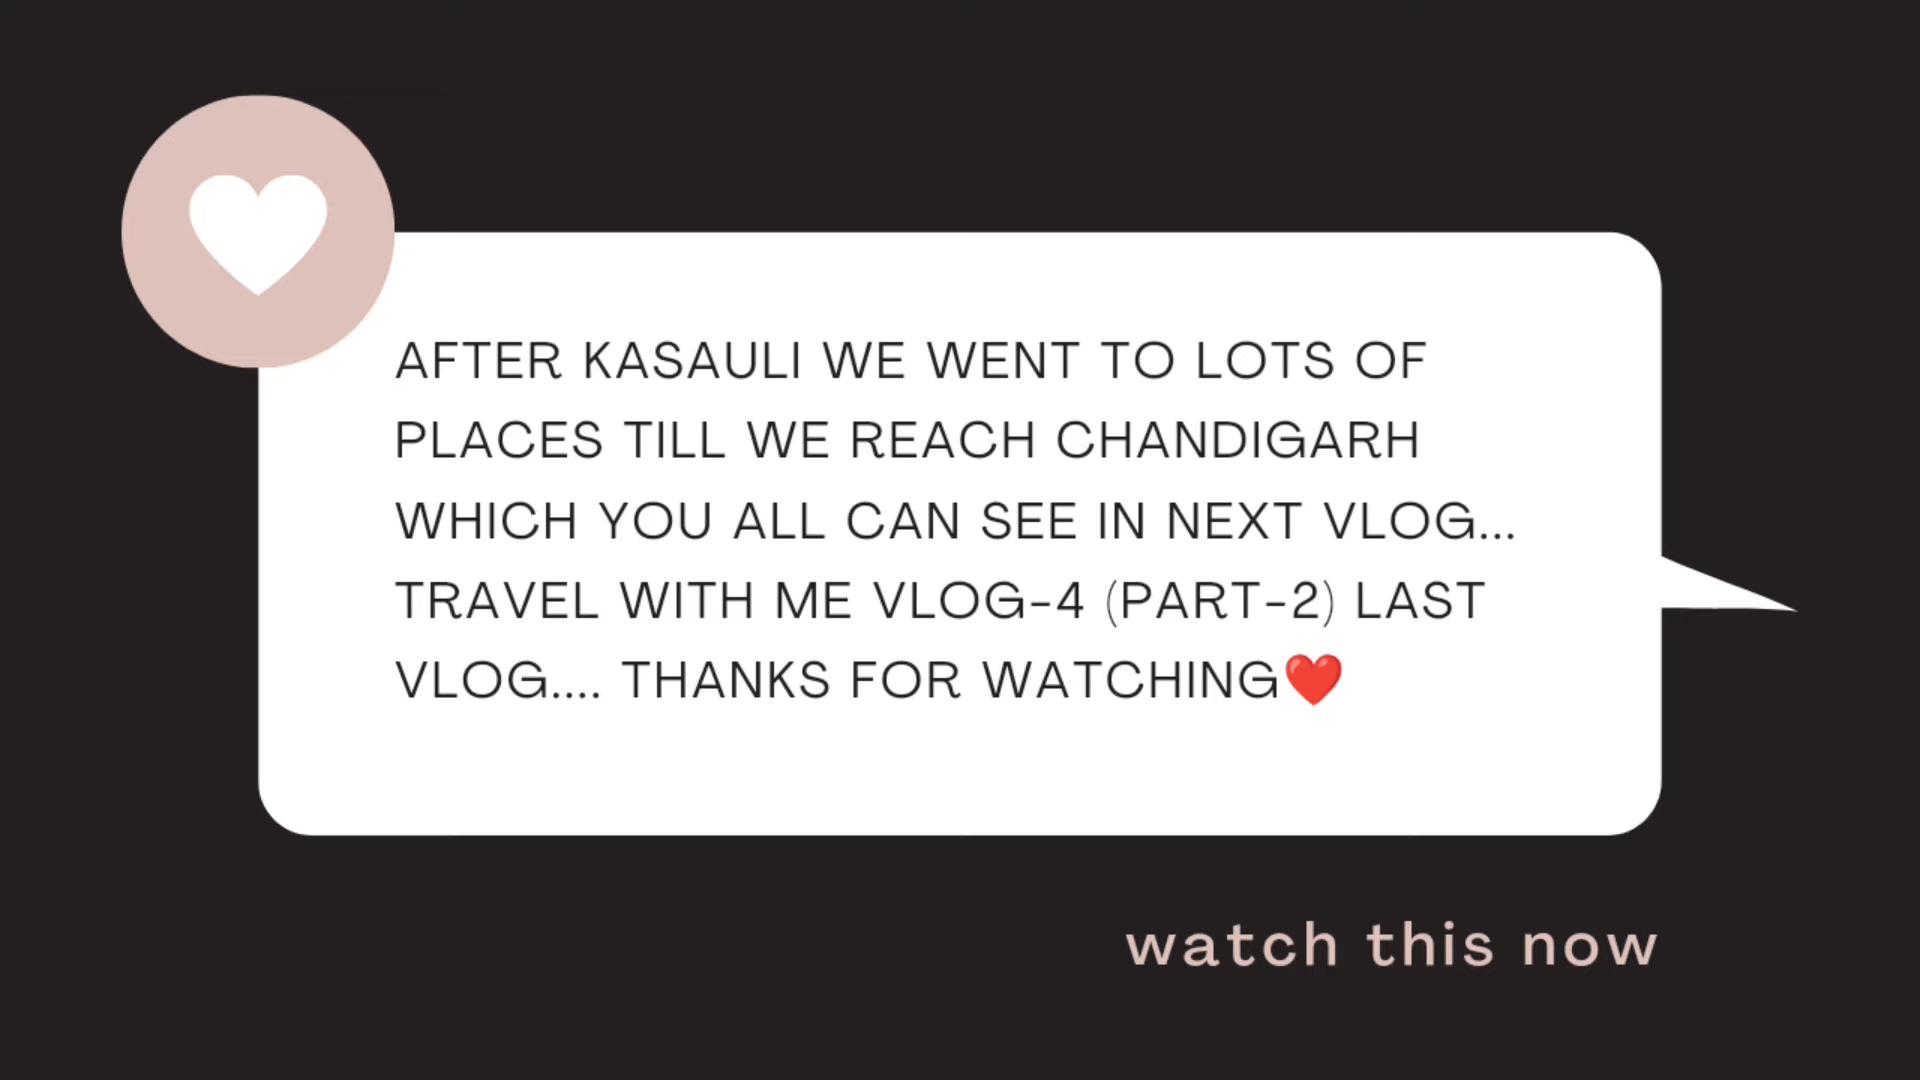 AFTER KASAULI WE WENT TO LOTS OF
PLACES TILL WE REACH CHANDIGARH
WHICH YOU ALL CAN SEE IN NEXT VLOG...
TRAVEL WITH ME VLOG-4 (PART-2) LAST
VLOG.... THANKS FOR WATCHING❤️
watch this now